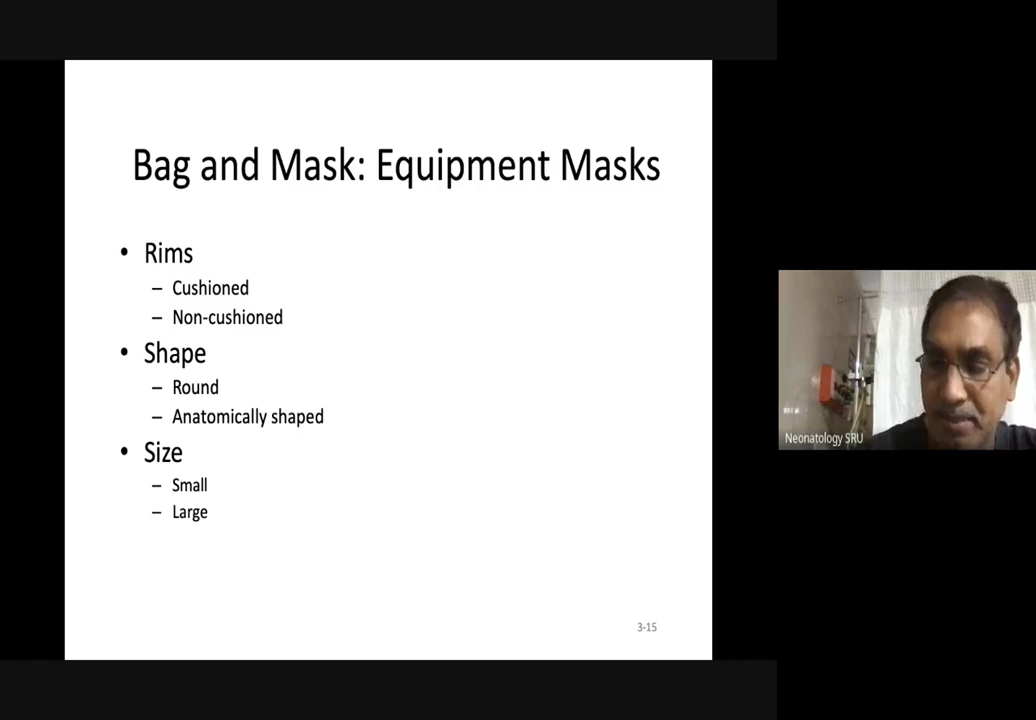 Bag and Mask: Equipment Masks
• Rims
– Cushioned
– Non-cushioned
• Shape
– Round
– Anatomically shaped
• Size
– Small
– Large
3-15
Neonatology SRU